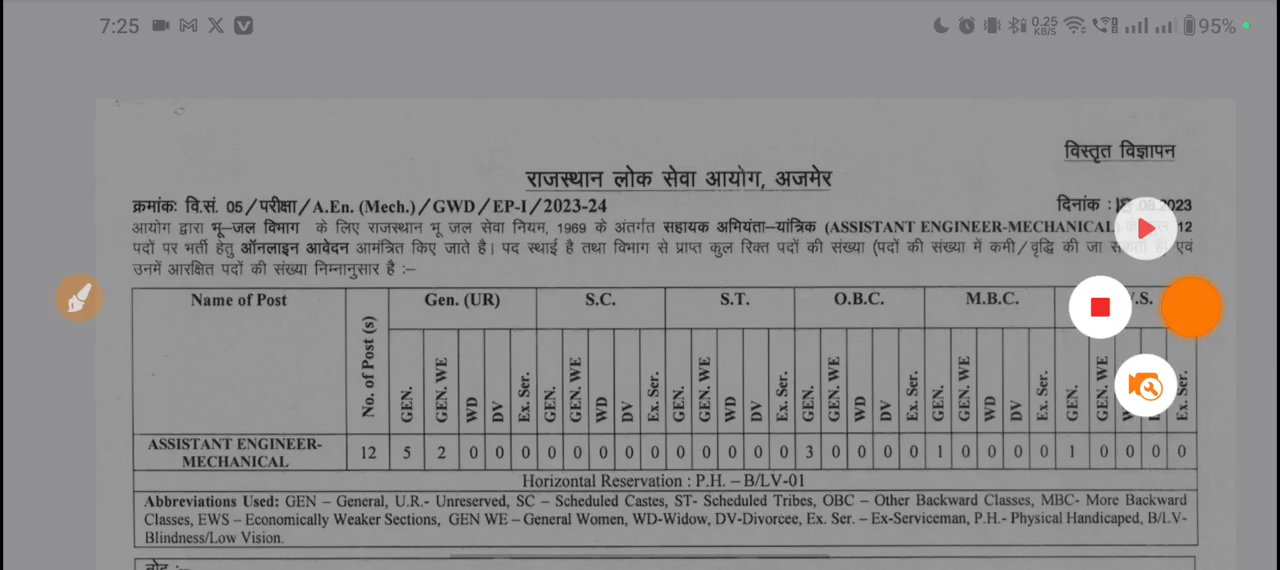 7:25
0.25
KB/S
95%
विस्तृत विज्ञापन
राजस्थान लोक सेवा आयोग, अजमेर
क्रमांकः वि.सं. 05/परीक्षा/A.En. (Mech.)/GWD/EP-I/2023-24
दिनांक : .08.2023
आयोग द्वारा भू–जल विभाग के लिए राजस्थान भू जल सेवा नियम, 1969 के अंतर्गत सहायक अभियंता–यांत्रिक (ASSISTANT ENGINEER-MECHANICAL 12
पदों पर भर्ती हेतु ऑनलाइन आवेदन आमंत्रित किए जाते है। पद स्थाई है तथा विभाग से प्राप्त कुल रिक्त पदों की संख्या (पदों की संख्या में कमी/वृद्धि की जा एवं
उनमें आरक्षित पदों की संख्या निम्नानुसार है :–
Name of Post No. of Post (s) Gen. (UR) S.C. S.T. O.B.C. M.B.C. .S.
GEN. GEN. WE WD DV Ex. Ser. GEN. GEN. WE WD DV Ex. Ser. GEN. GEN. WE WD DV Ex. Ser. GEN. GEN. WE WD DV Ex. Ser. GEN. GEN. WE WD DV Ex. Ser. GEN. GEN. WE Ser.
ASSISTANT ENGINEER-
MECHANICAL 12 5 2 0 0 0 0 0 0 0 0 0 0 0 0 0 3 0 0 0 0 1 0 0 0 0 1 0 0 0 0
Horizontal Reservation : P.H. – B/LV-01
Abbreviations Used: GEN – General, U.R.- Unreserved, SC – Scheduled Castes, ST- Scheduled Tribes, OBC – Other Backward Classes, MBC- More Backward
Classes, EWS – Economically Weaker Sections, GEN WE – General Women, WD-Widow, DV-Divorcee, Ex. Ser. – Ex-Serviceman, P.H.- Physical Handicaped, B/LV-
Blindness/Low Vision.
नोट :–